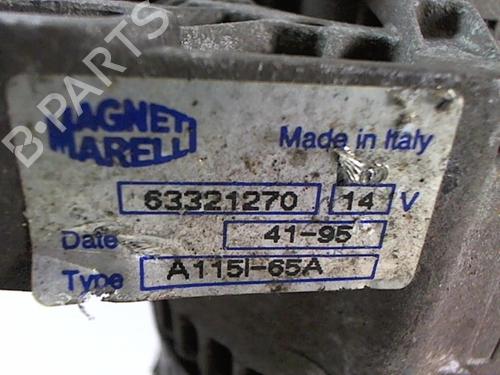 B-PARTS
MAGNETI
MARELLI
Made in Italy
63321270 14 V
Date 41-95
Type A115I-65A